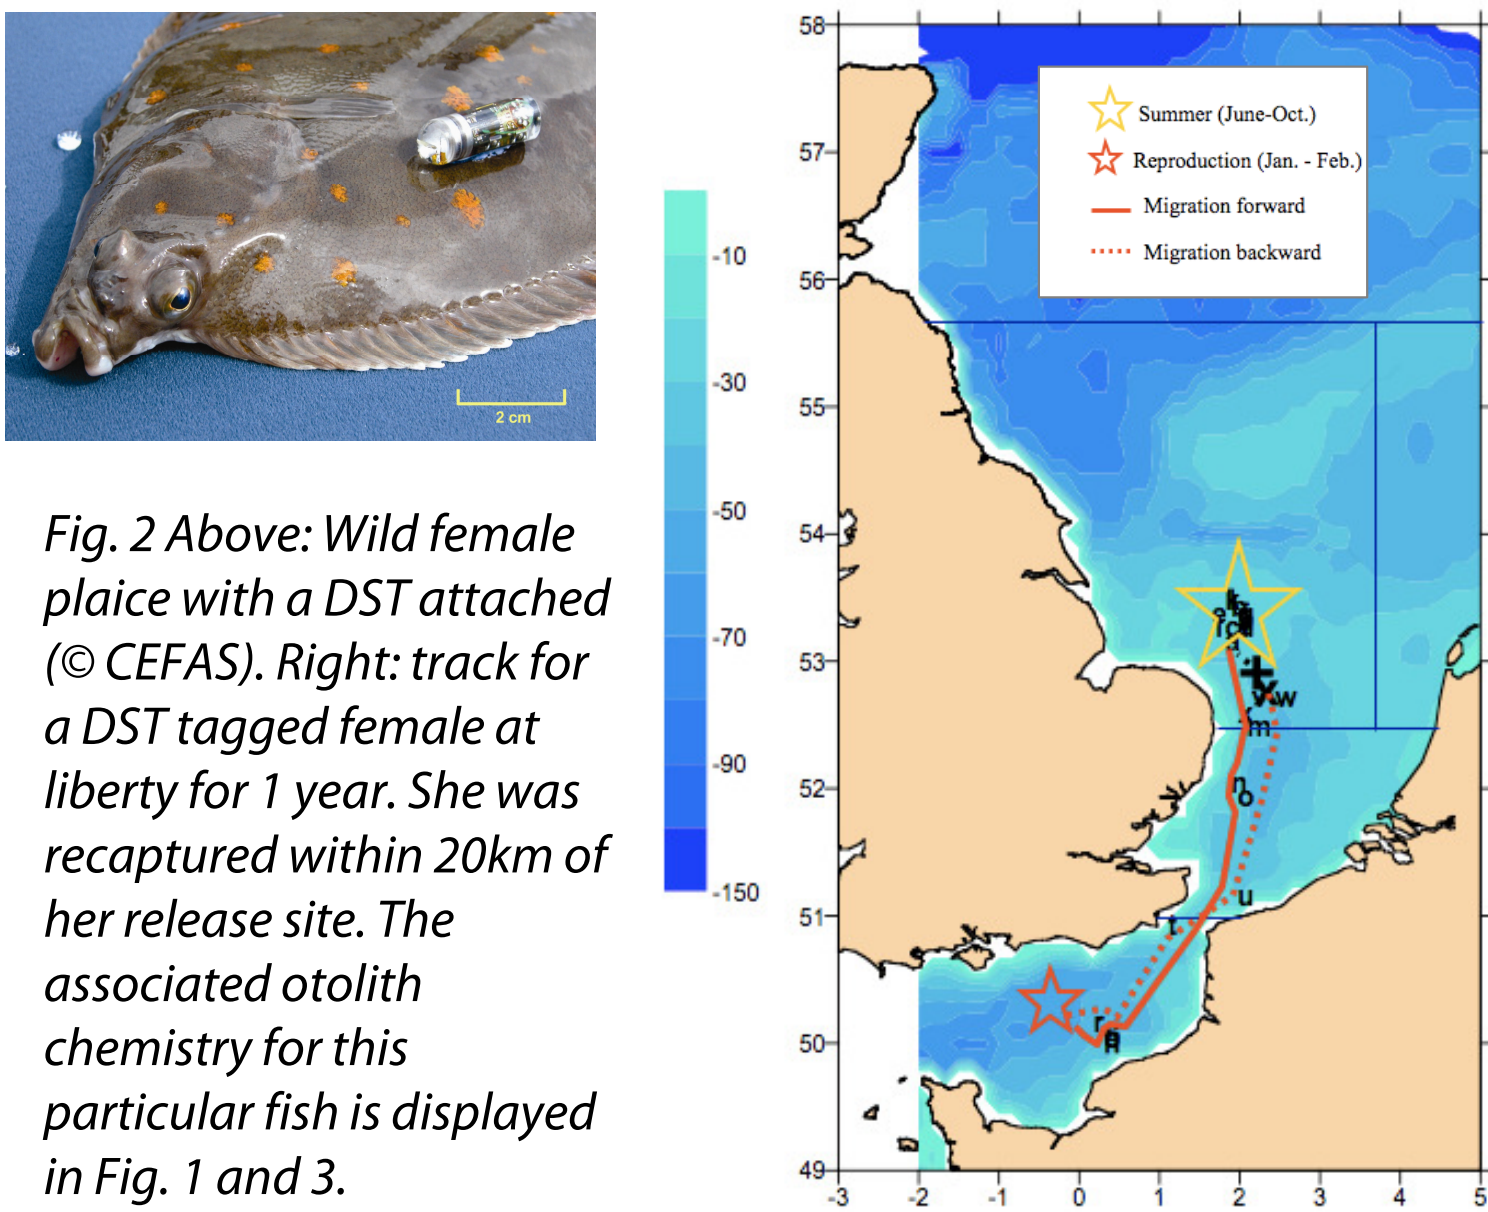 2 cm
Fig. 2 Above: Wild female
plaice with a DST attached
(© CEFAS). Right: track for
a DST tagged female at
liberty for 1 year. She was
recaptured within 20km of
her release site. The
associated otolith
chemistry for this
particular fish is displayed
in Fig. 1 and 3.
-10
-30
-50
-70
-90
-150
Summer (June-Oct.)
Reproduction (Jan. - Feb.)
Migration forward
Migration backward
58
57
56
55
54
53
52
51
50
49
-3 -2 -1 0 1 2 3 4 5
w
m
n
o
u
t
r